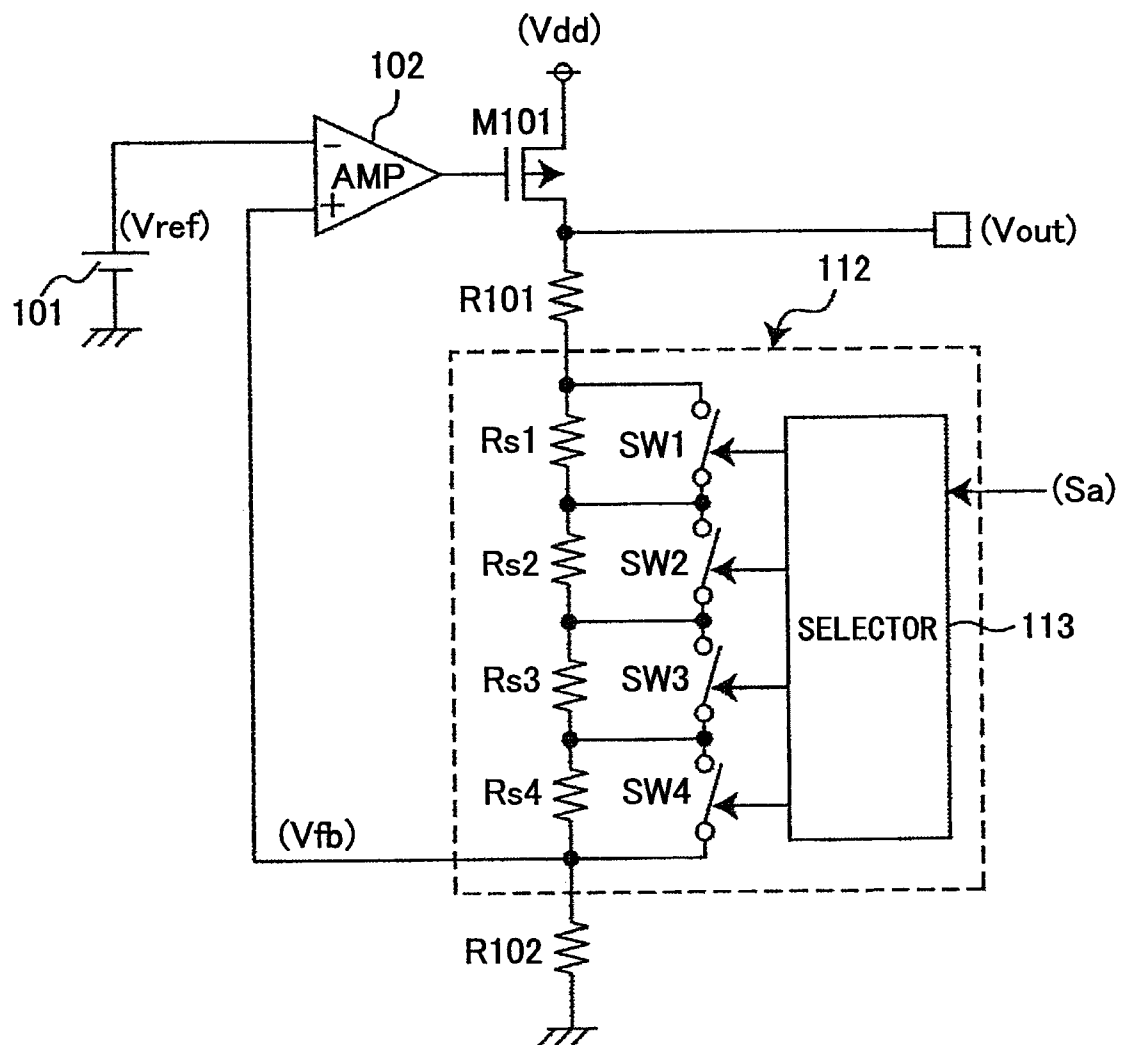 (Vdd)
102
M101
- AMP +
(Vref)
(Vout)
101
R101
112
Rs1
SW1
(Sa)
Rs2
SW2
SELECTOR
113
Rs3
SW3
Rs4
SW4
(Vfb)
R102